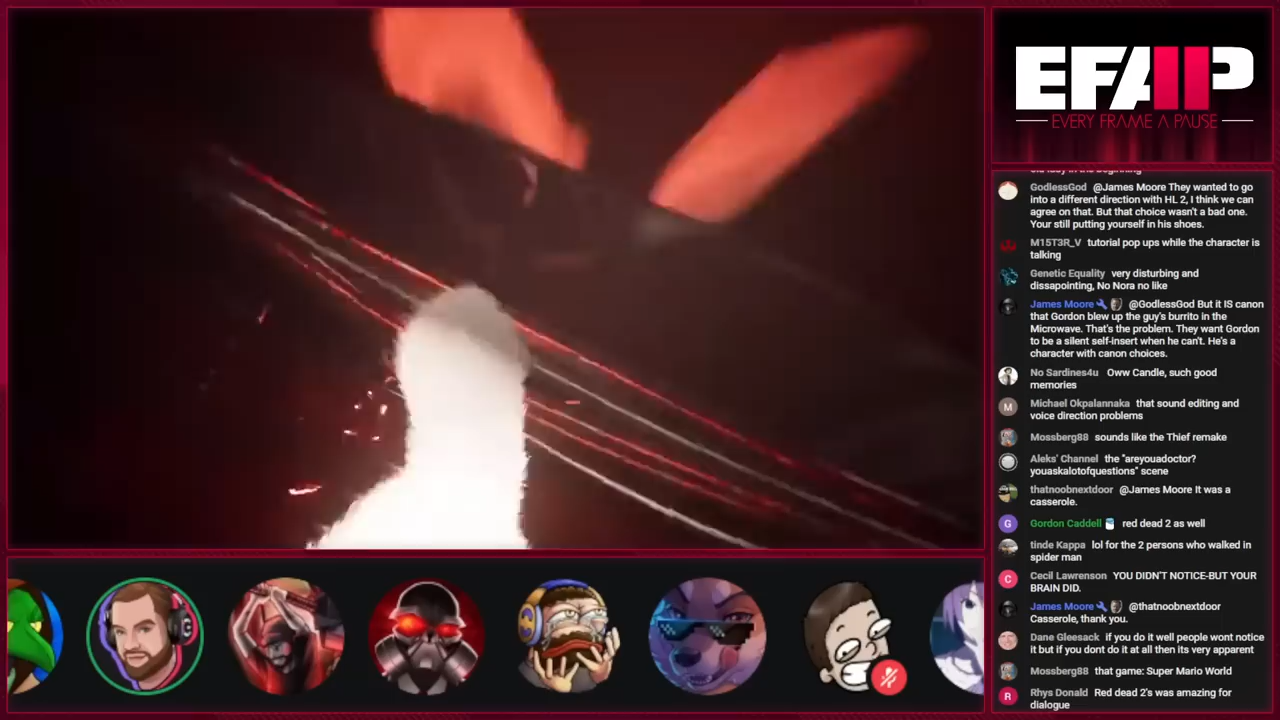 EFAP
EVERY FRAME A PAUSE
GodlessGod @James Moore They wanted to go
into a different direction with HL 2, I think we can
agree on that. But that choice wasn't a bad one.
Your still putting yourself in his shoes.
M15T3R_V tutorial pop ups while the character is
talking
Genetic Equality very disturbing and
dissapointing, No Nora no like
James Moore @GodlessGod But it IS canon
that Gordon blew up the guy's burrito in the
Microwave. That's the problem. They want Gordon
to be a silent self-insert when he can't. He's a
character with canon choices.
No Sardines4u Oww Candle, such good
memories
M Michael Okpalannaka that sound editing and
voice direction problems
Mossberg88 sounds like the Thief remake
Aleks' Channel the "areyouadoctor?
youaskalotofquestions" scene
thatnoobnextdoor @James Moore It was a
casserole.
G Gordon Caddell red dead 2 as well
tinde Kappa lol for the 2 persons who walked in
spider man
C Cecil Lawrenson YOU DIDN'T NOTICE-BUT YOUR
BRAIN DID.
James Moore @thatnoobnextdoor
Casserole, thank you.
Dane Gleesack if you do it well people wont notice
it but if you dont do it at all then its very apparent
Mossberg88 that game: Super Mario World
R Rhys Donald Red dead 2's was amazing for
dialogue